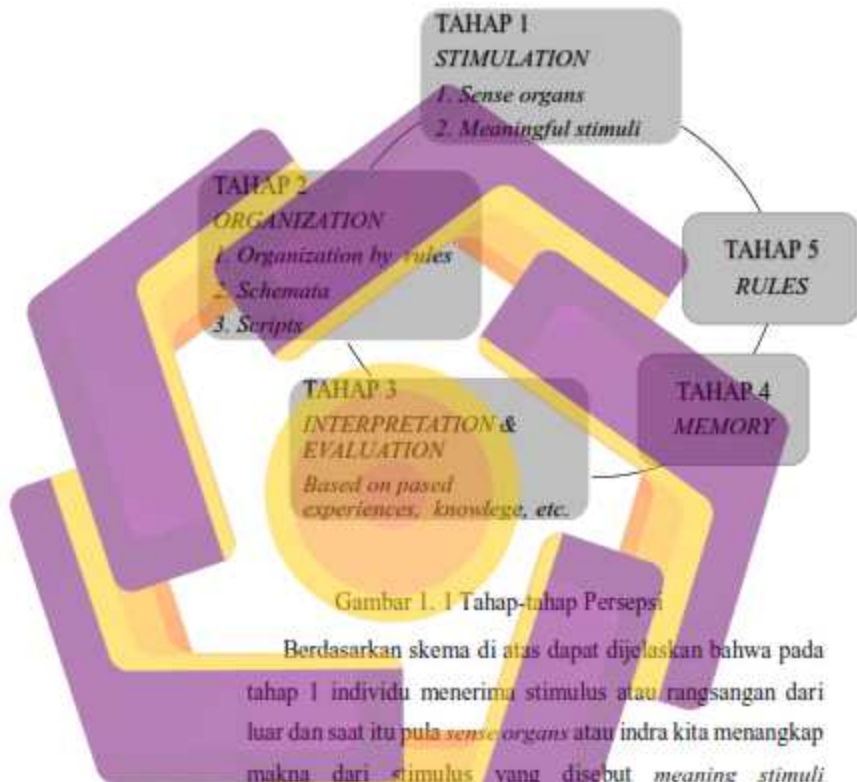 TAHAP 1
STIMULATION
1. Sense organs
2. Meaningful stimuli
TAHAP 2
ORGANIZATION
1. Organization by rules
2. Schemata
3. Scripts
TAHAP 3
INTERPRETATION &
EVALUATION
Based on pased
experiences, knowlege, etc.
TAHAP 4
MEMORY
TAHAP 5
RULES
Gambar 1. 1 Tahap-tahap Persepsi
Berdasarkan skema di atas dapat dijelaskan bahwa pada
tahap 1 individu menerima stimulus atau rangsangan dari
luar dan saat itu pula sense organs atau indra kita menangkap
makna dari stimulus yang disebut meaning stimuli